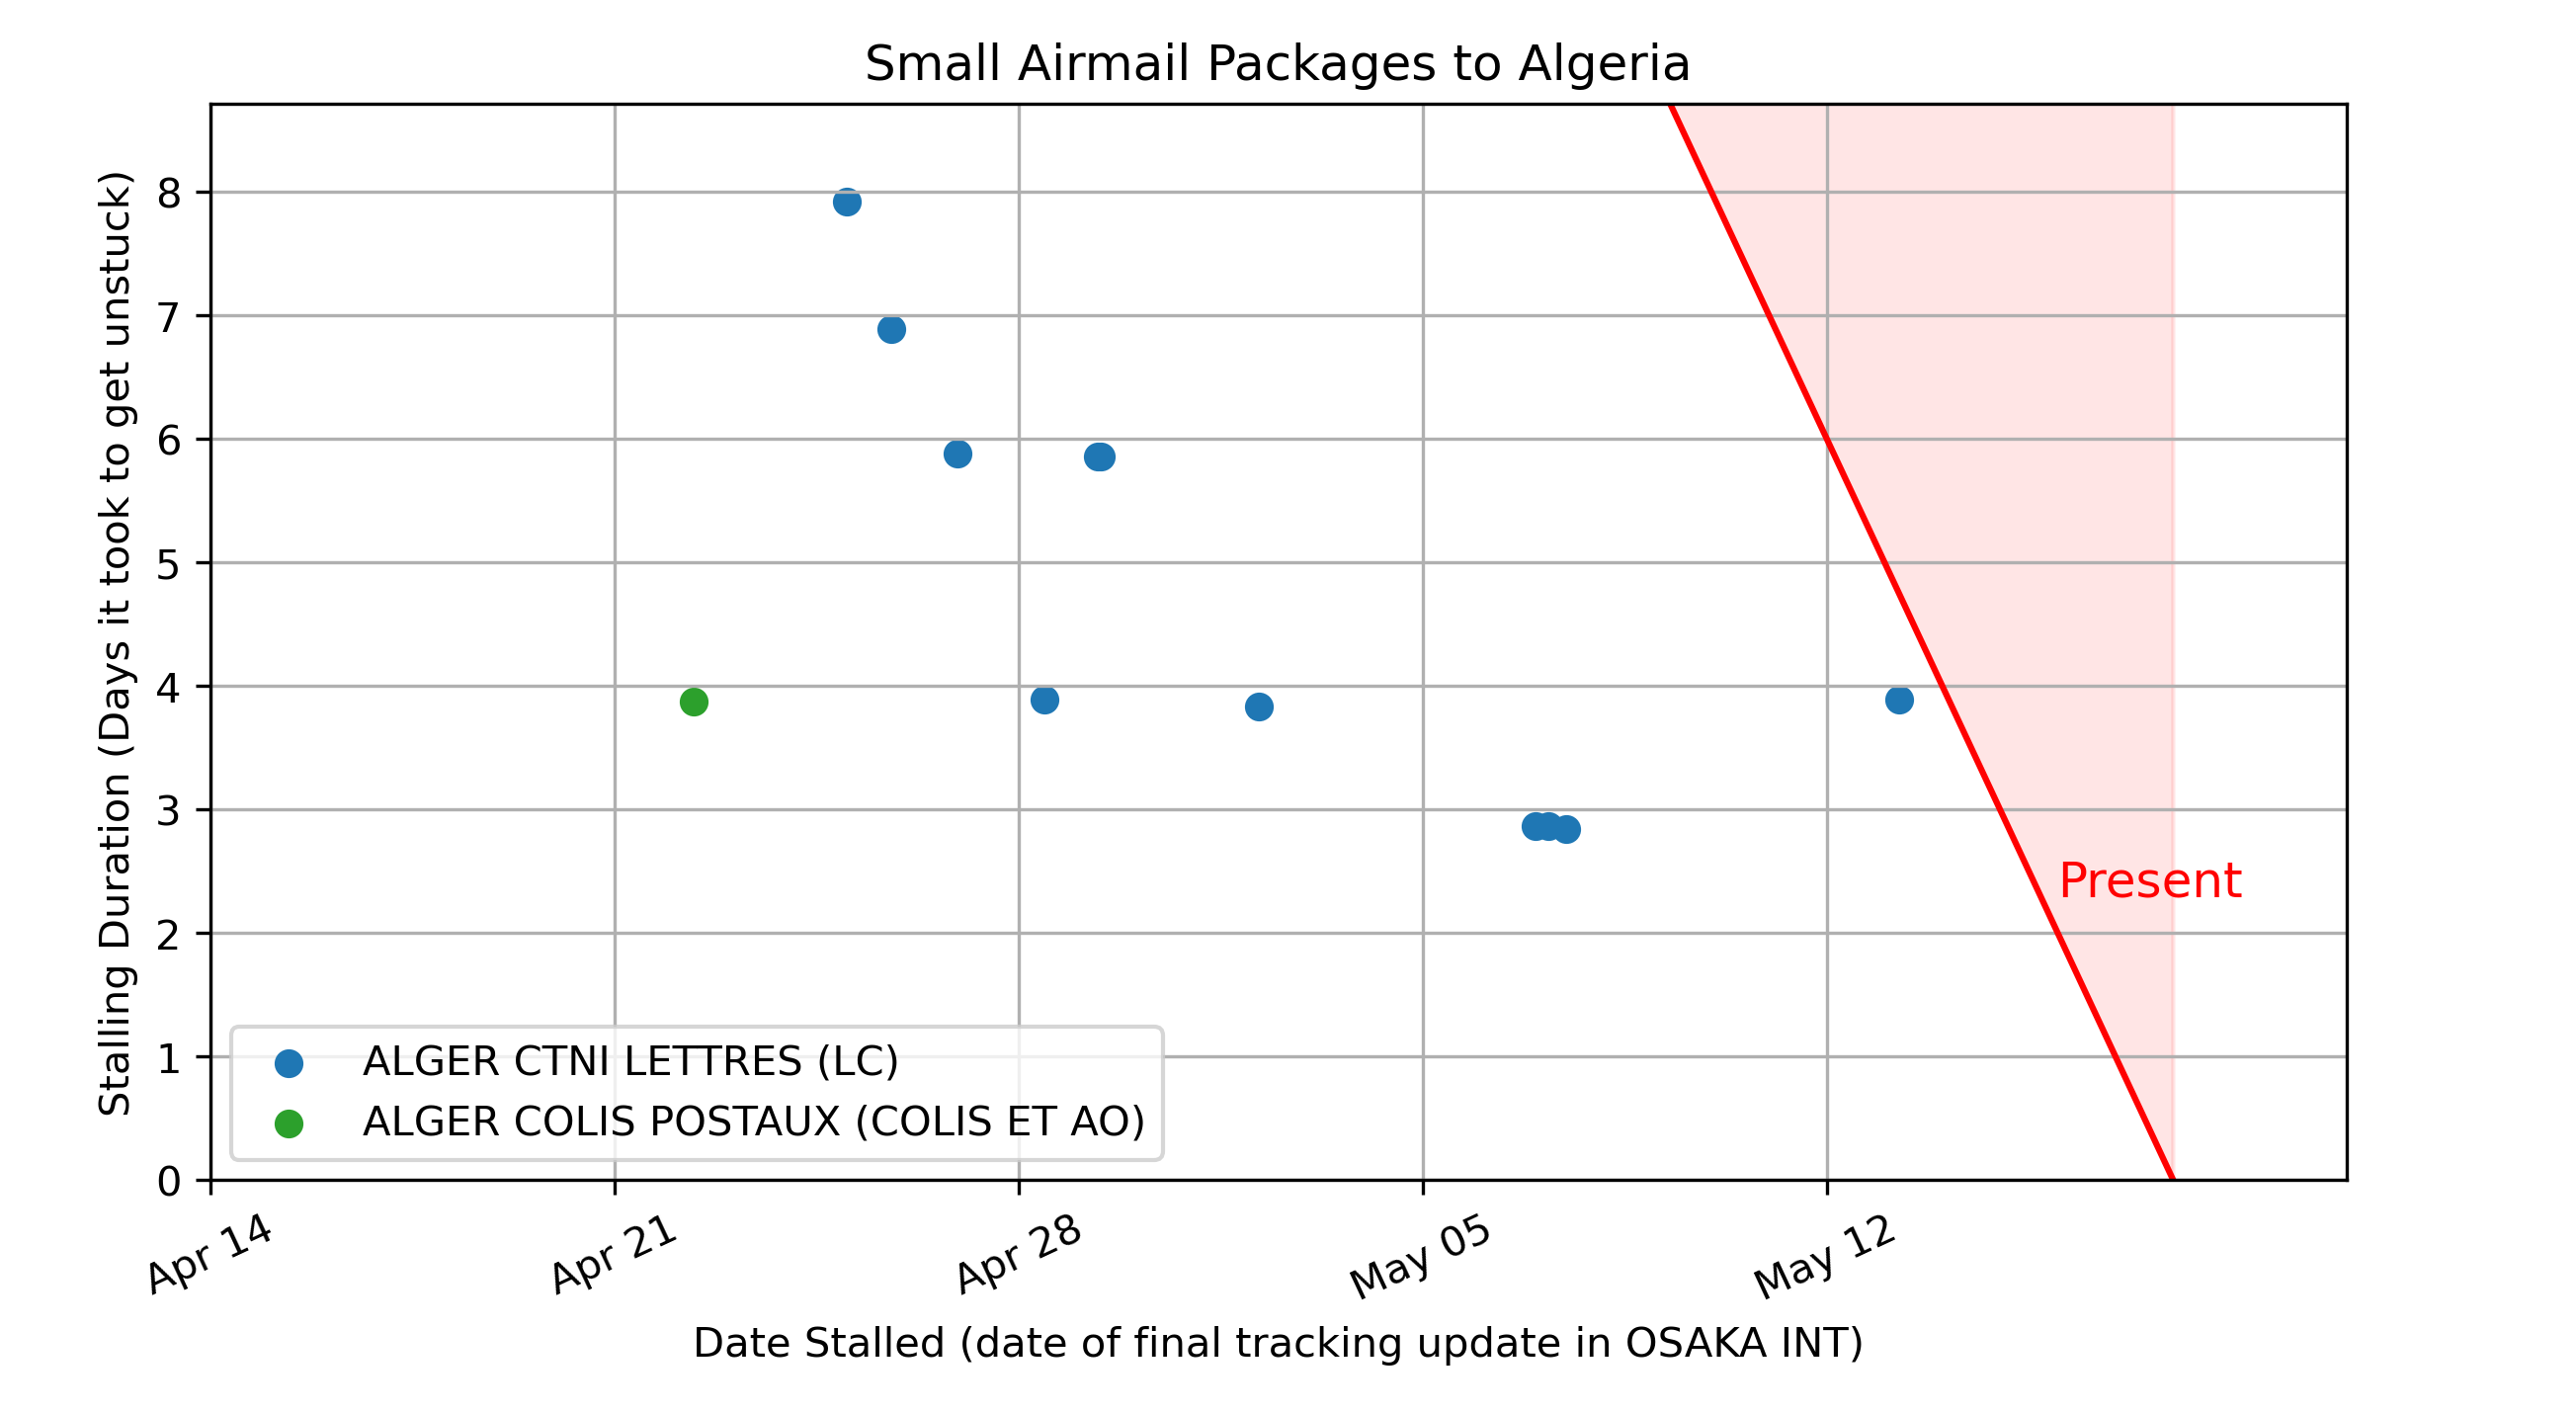 Small Airmail Packages to Algeria
Stalling Duration (Days it took to get unstuck)
8
7
6
5
4
3
2
1
0
Present
ALGER CTNI LETTRES (LC)
ALGER COLIS POSTAUX (COLIS ET AO)
Apr 14
Apr 21
Apr 28
May 05
May 12
Date Stalled (date of final tracking update in OSAKA INT)